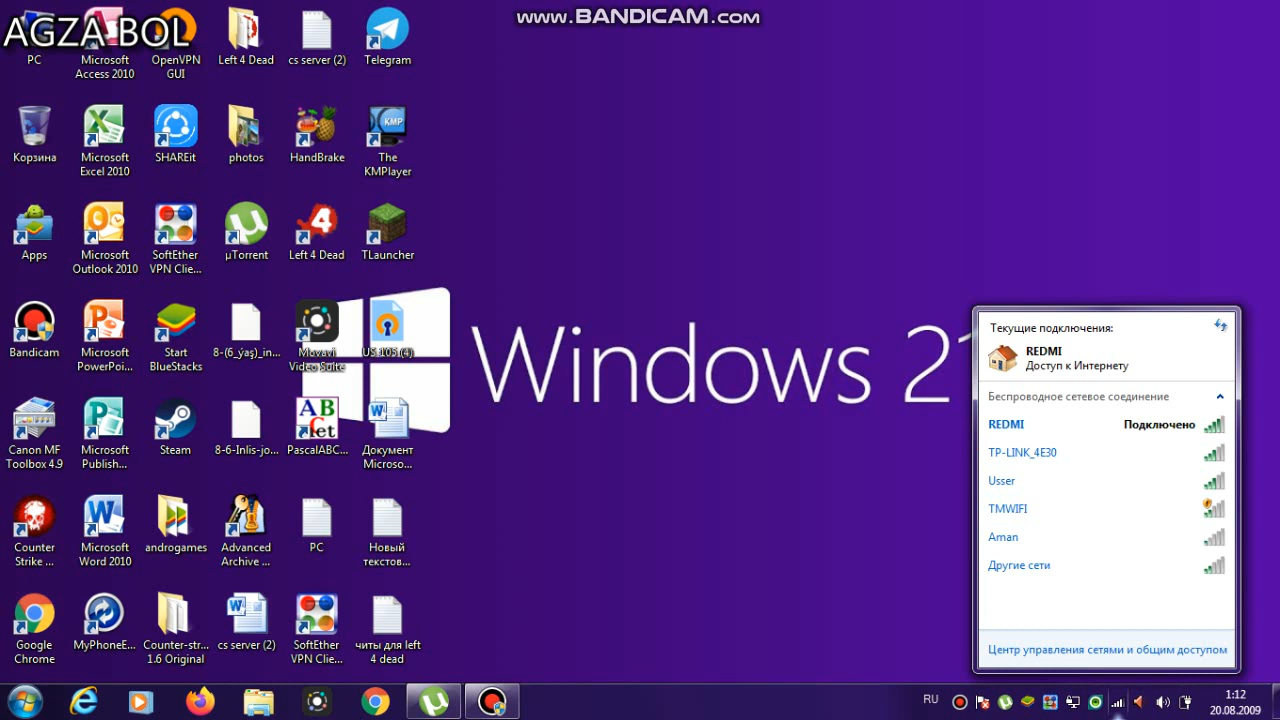 AGZA BOL
www.BANDICAM.com
PC
Microsoft
Access 2010
OpenVPN
GUI
Left 4 Dead
cs server (2)
Telegram
Корзина
Microsoft
Excel 2010
SHAREit
photos
HandBrake
KMP
The
KMPlayer
Apps
Microsoft
Outlook 2010
SoftEther
VPN Clie...
µTorrent
Left 4 Dead
TLauncher
Bandicam
Microsoft
PowerPoi...
Start
BlueStacks
8-(6_ýaş)_in...
Movavi
Video Suite
US 105 (4)
Windows 21
Canon MF
Toolbox 4.9
Microsoft
Publish...
Steam
8-6-Inlis-jo...
PascalABC...
Документ
Microso...
Counter
Strike ...
Microsoft
Word 2010
androgames
Advanced
Archive ...
PC
Новый
текстов...
Google
Chrome
MyPhoneE...
Counter-str...
1.6 Original
cs server (2)
SoftEther
VPN Clie...
читы для left
4 dead
Текущие подключения:
REDMI
Доступ к Интернету
Беспроводное сетевое соединение
REDMI Подключено
TP-LINK_4E30
Usser
TMWIFI
Aman
Другие сети
Центр управления сетями и общим доступом
RU
1:12
20.08.2009